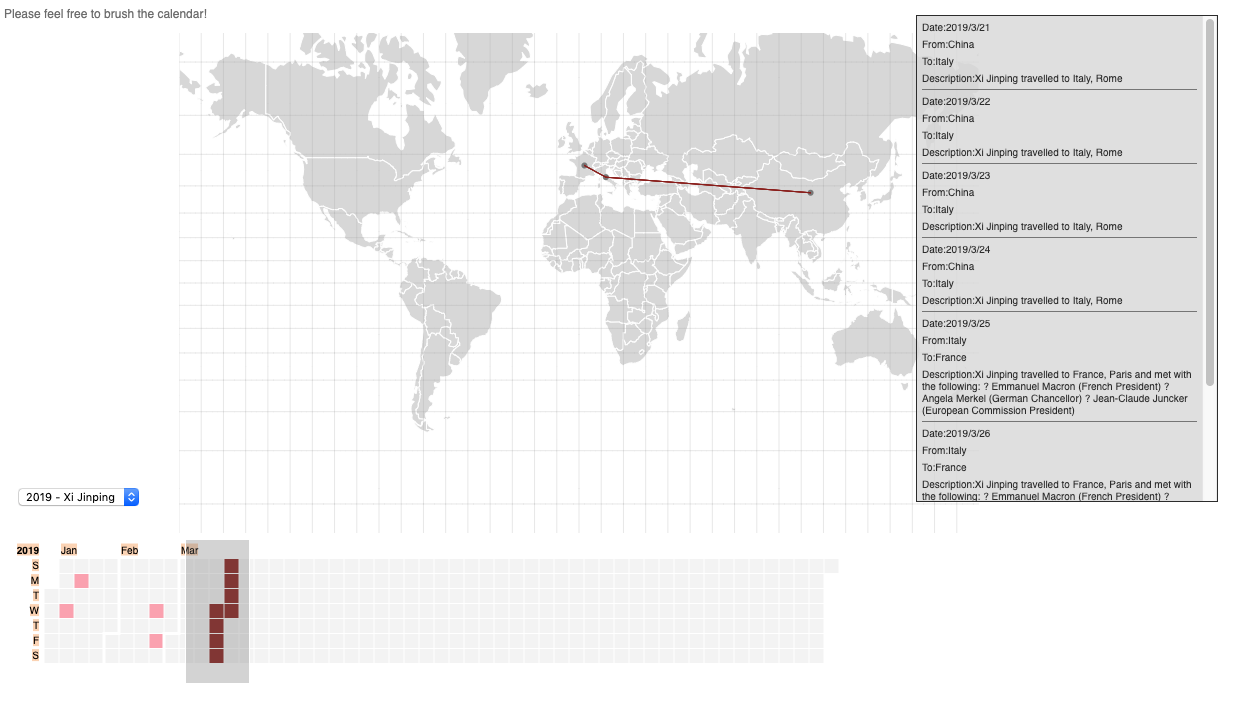 Please feel free to brush the calendar!
Date:2019/3/21
From:China
To:Italy
Description:Xi Jinping travelled to Italy, Rome
Date:2019/3/22
From:China
To:Italy
Description:Xi Jinping travelled to Italy, Rome
Date:2019/3/23
From:China
To:Italy
Description:Xi Jinping travelled to Italy, Rome
Date:2019/3/24
From:China
To:Italy
Description:Xi Jinping travelled to Italy, Rome
Date:2019/3/25
From:Italy
To:France
Description:Xi Jinping travelled to France, Paris and met with
the following: ? Emmanuel Macron (French President) ?
Angela Merkel (German Chancellor) ? Jean-Claude Juncker
(European Commission President)
Date:2019/3/26
From:Italy
To:France
Description:Xi Jinping travelled to France, Paris and met with
the following: ? Emmanuel Macron (French President) ?
2019 - Xi Jinping
2019 Jan Feb Mar
S
M
T
W
T
F
S